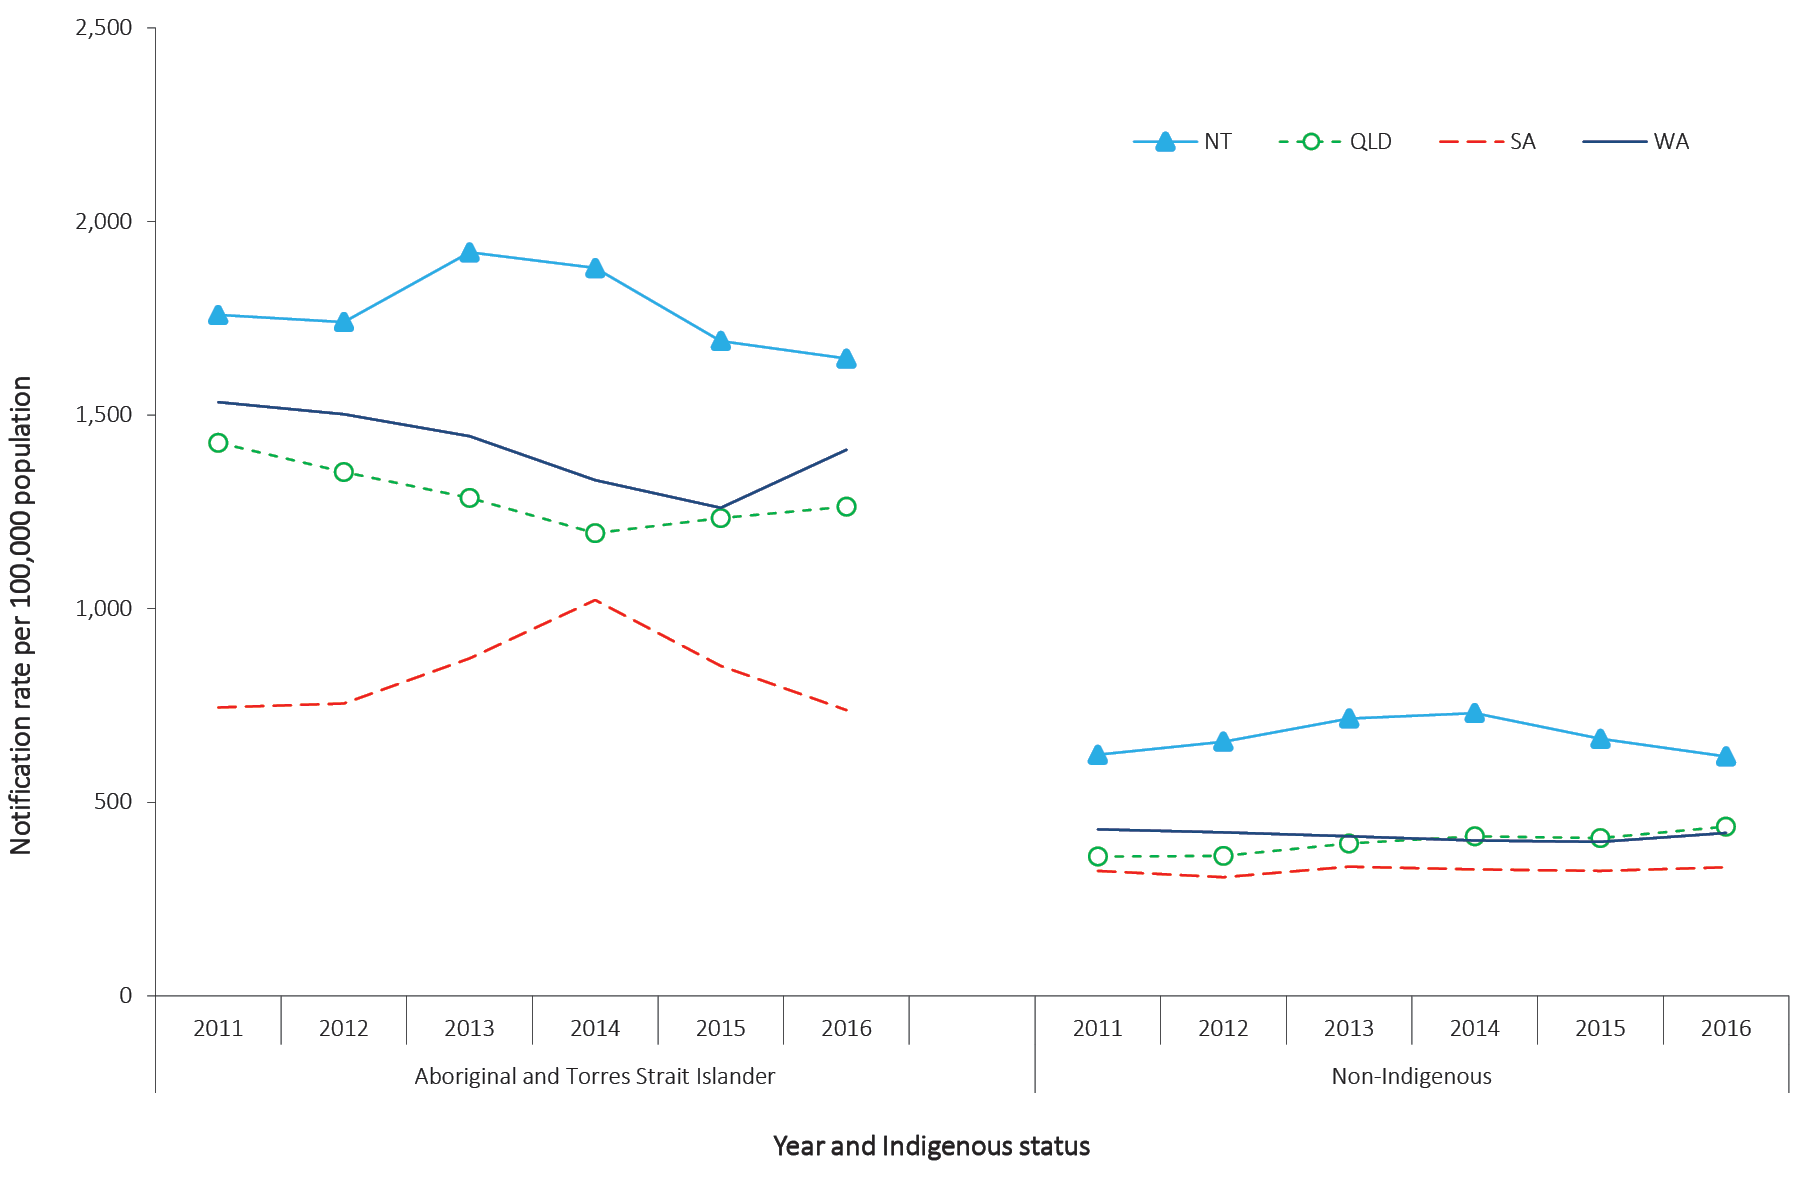 2,500
NT QLD SA WA
2,000
1,500
1,000
500
0
Notification rate per 100,000 population
2011 2012 2013 2014 2015 2016 2011 2012 2013 2014 2015 2016
Aboriginal and Torres Strait Islander Non-Indigenous
Year and Indigenous status